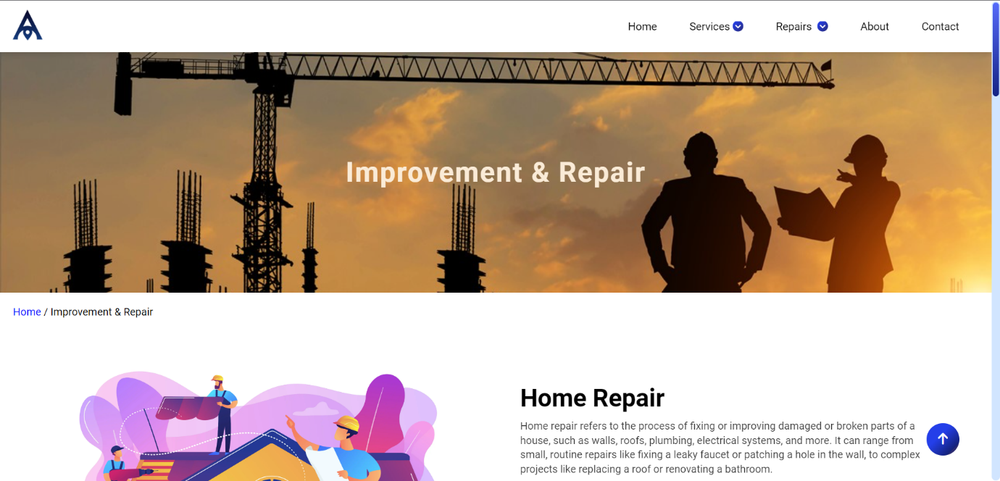 Home Services Repairs About Contact
Improvement & Repair
Home / Improvement & Repair
Home Repair
Home repair refers to the process of fixing or improving damaged or broken parts of a
house, such as walls, roofs, plumbing, electrical systems, and more. It can range from
small, routine repairs like fixing a leaky faucet or patching a hole in the wall, to complex
projects like replacing a roof or renovating a bathroom.